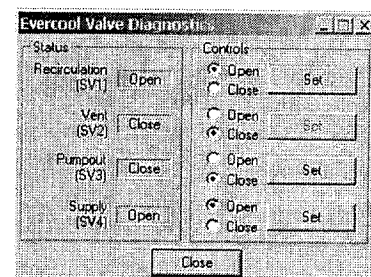 Evercool Valve Diagnostics
Status
Controls
Recirculation (SV1)
Open
Open
Close
Set
Vent (SV2)
Close
Open
Close
Set
Pumpout (SV3)
Close
Open
Close
Set
Supply (SV4)
Open
Open
Close
Set
Close